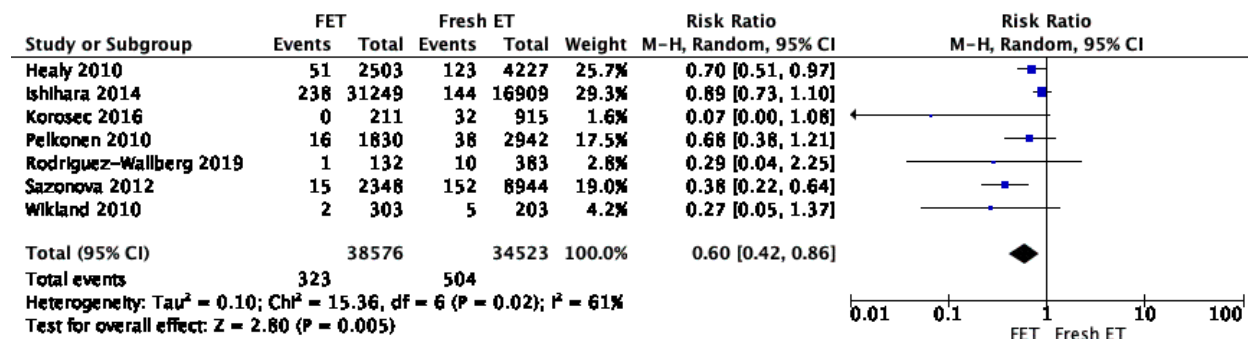 FET Fresh ET Risk Ratio Risk Ratio
Study or Subgroup Events Total Events Total Weight M-H, Random, 95% CI M-H, Random, 95% CI
Healy 2010 51 2503 123 4227 25.7% 0.70 [0.51, 0.97]
Ishihara 2014 238 31249 144 16909 29.3% 0.89 [0.73, 1.10]
Korosec 2016 0 211 32 915 1.6% 0.07 [0.00, 1.08]
Pelkonen 2010 16 1830 38 2942 17.5% 0.68 [0.38, 1.21]
Rodriguez-Wallberg 2019 1 132 10 383 2.8% 0.29 [0.04, 2.25]
Sazonova 2012 15 2348 152 8944 19.0% 0.38 [0.22, 0.64]
Wikland 2010 2 303 5 203 4.2% 0.27 [0.05, 1.37]
Total (95% CI) 38576 34523 100.0% 0.60 [0.42, 0.86]
Total events 323 504
Heterogeneity: Tau² = 0.10; Chi² = 15.36, df = 6 (P = 0.02); I² = 61%
Test for overall effect: Z = 2.80 (P = 0.005)
0.01 0.1 1 10 100
FET Fresh ET